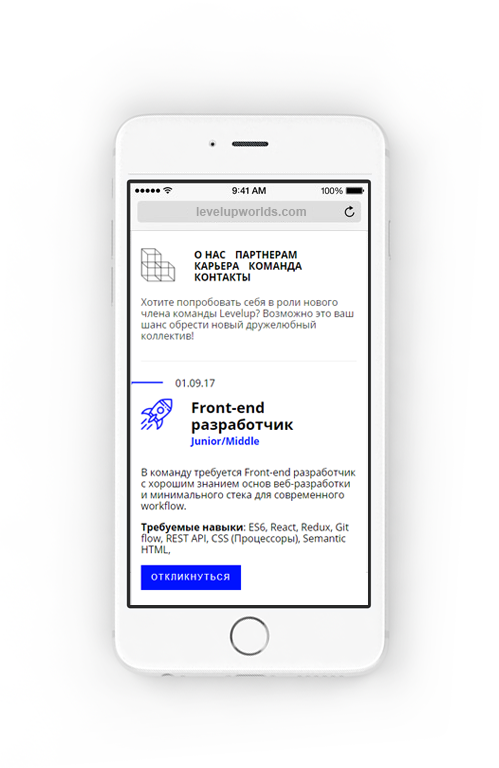 9:41 AM 100%
levelupworlds.com
О НАС ПАРТНЕРАМ
КАРЬЕРА КОМАНДА
КОНТАКТЫ
Хотите попробовать себя в роли нового
члена команды Levelup? Возможно это ваш
шанс обрести новый дружелюбный
коллектив!
01.09.17
Front-end
разработчик
Junior/Middle
В команду требуется Front-end разработчик
с хорошим знанием основ веб-разработки
и минимального стека для современного
workflow.
Требуемые навыки: ES6, React, Redux, Git
flow, REST API, CSS (Процессоры), Semantic
HTML,
ОТКЛИКНУТЬСЯ